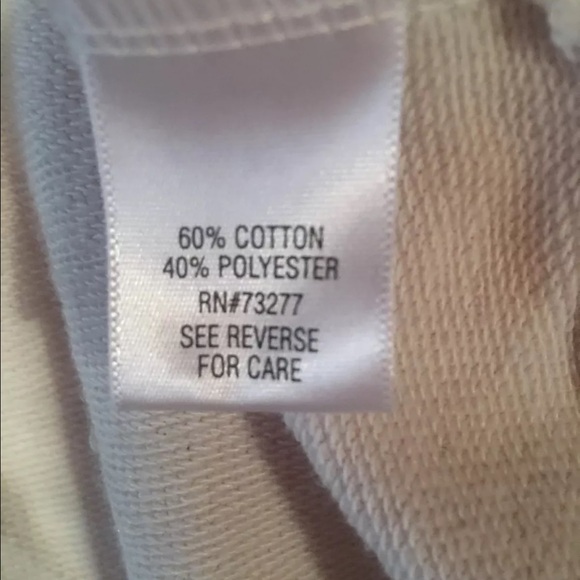 60% COTTON
40% POLYESTER
RN#73277
SEE REVERSE
FOR CARE